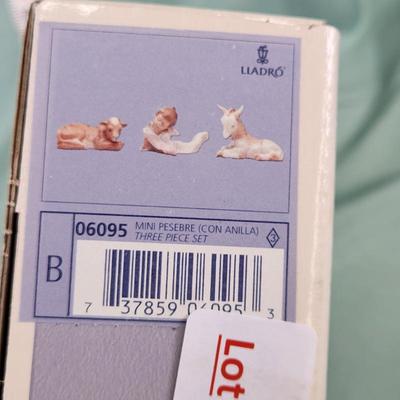 LLADRÓ
06095 MINI PESEBRE (CON ANILLA)
THREE PIECE SET
3
B
7 37859 06095 3
Lot